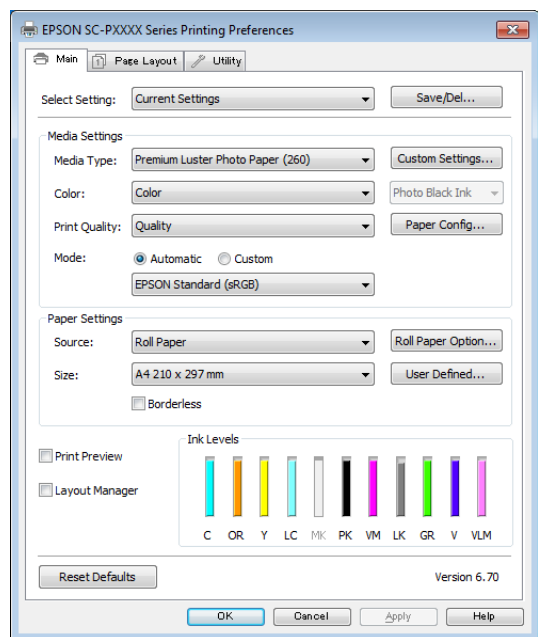 EPSON SC-PXXXX Series Printing Preferences
Main Page Layout Utility
Select Setting: Current Settings Save/Del...
Media Settings
Media Type: Premium Luster Photo Paper (260) Custom Settings...
Color: Color Photo Black Ink
Print Quality: Quality Paper Config...
Mode: Automatic Custom
EPSON Standard (sRGB)
Paper Settings
Source: Roll Paper Roll Paper Option...
Size: A4 210 x 297 mm User Defined...
Borderless
Ink Levels
Print Preview
Layout Manager
C OR Y LC MK PK VM LK GR V VLM
Reset Defaults Version 6.70
OK Cancel Apply Help